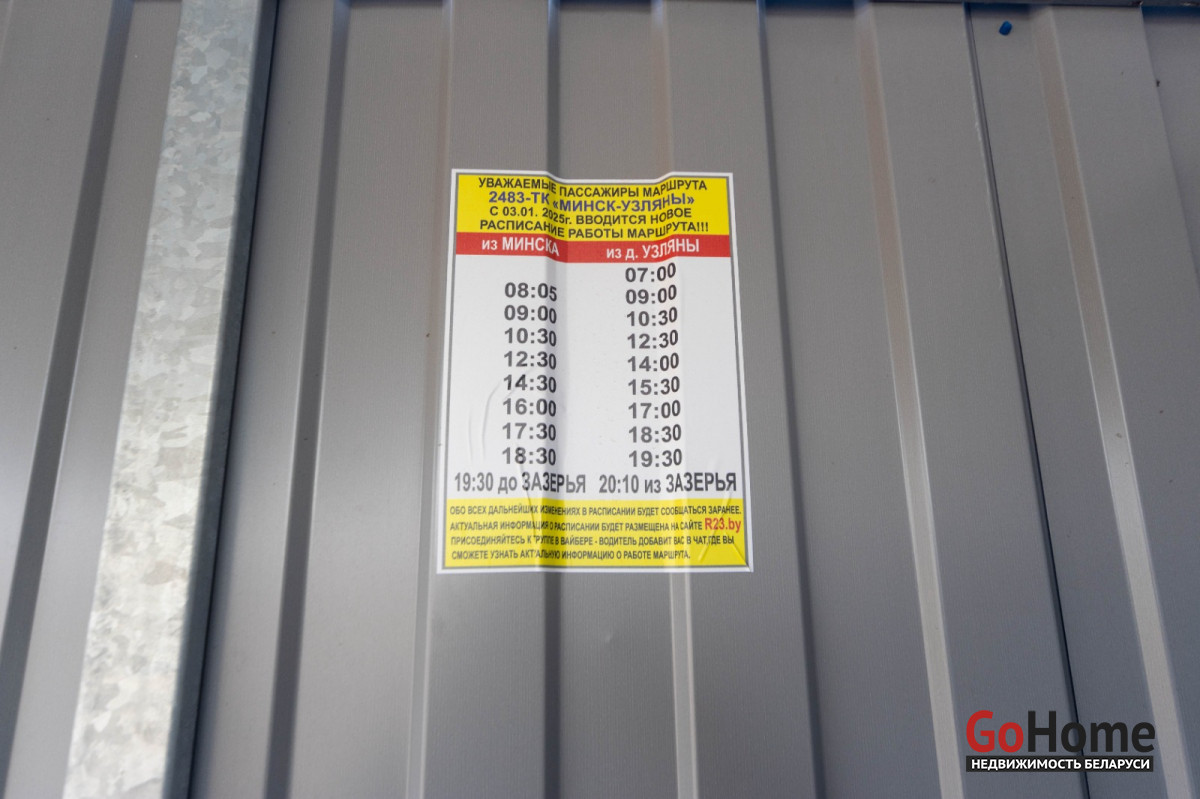 УВАЖАЕМЫЕ ПАССАЖИРЫ МАРШРУТА
2483-ТК «МИНСК-УЗЛЯНЫ»
С 03.01. 2025г. ВВОДИТСЯ НОВОЕ
РАСПИСАНИЕ РАБОТЫ МАРШРУТА!!!
из МИНСКА из д. УЗЛЯНЫ
07:00
08:05 09:00
09:00 10:30
10:30 12:30
12:30 14:00
14:30 15:30
16:00 17:00
17:30 18:30
18:30 19:30
19:30 до ЗАЗЕРЬЯ 20:10 из ЗАЗЕРЬЯ
ОБО ВСЕХ ДАЛЬНЕЙШИХ ИЗМЕНЕНИЯХ В РАСПИСАНИИ БУДЕТ СООБЩАТЬСЯ ЗАРАНЕЕ.
АКТУАЛЬНАЯ ИНФОРМАЦИЯ О РАСПИСАНИИ БУДЕТ РАЗМЕЩЕНА НА САЙТЕ R23.by
ПРИСОЕДИНЯЙТЕСЬ К ГРУППЕ В ВАЙБЕРЕ - ВОДИТЕЛЬ ДОБАВИТ ВАС В ЧАТ, ГДЕ ВЫ
СМОЖЕТЕ УЗНАТЬ АКТУАЛЬНУЮ ИНФОРМАЦИЮ О РАБОТЕ МАРШРУТА.
GoHome
НЕДВИЖИМОСТЬ БЕЛАРУСИ